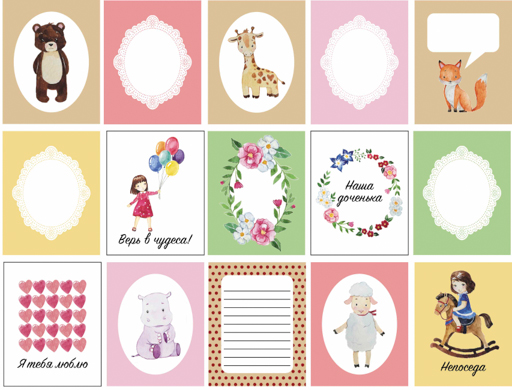 Верь в чудеса!
Наша
доченька
Я тебя люблю
Непоседа